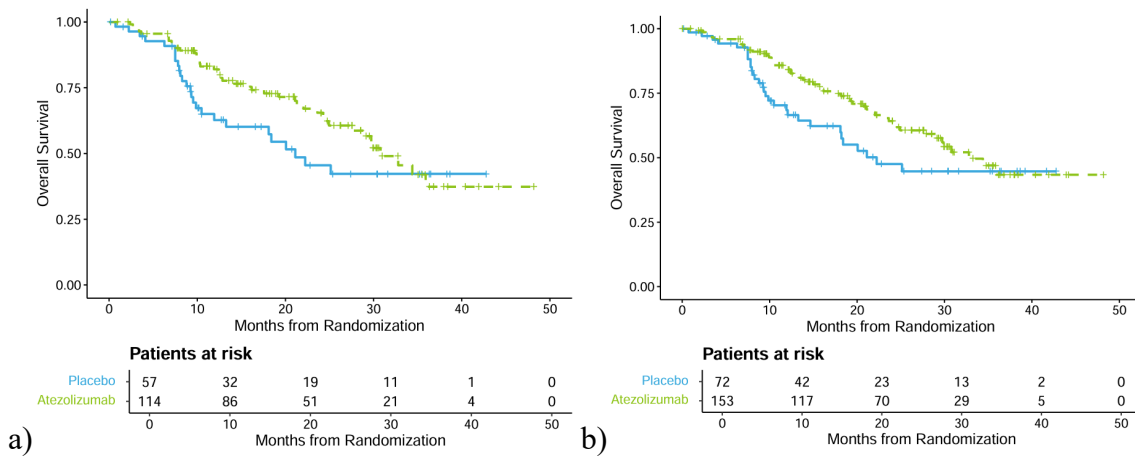 1.00
0.75
0.50
0.25
0.00
Overall Survival
0 10 20 30 40 50
Months from Randomization
Patients at risk
Placebo 57 32 19 11 1 0
Atezolizumab 114 86 51 21 4 0
0 10 20 30 40 50
Months from Randomization
a)
1.00
0.75
0.50
0.25
0.00
Overall Survival
0 10 20 30 40 50
Months from Randomization
Patients at risk
Placebo 72 42 23 13 2 0
Atezolizumab 153 117 70 29 5 0
0 10 20 30 40 50
Months from Randomization
b)